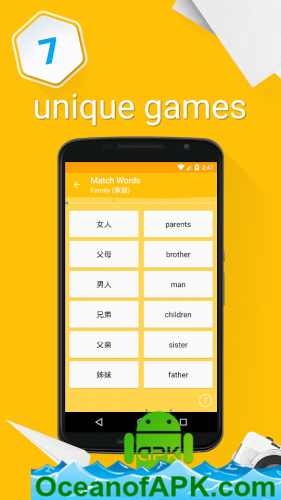 7
unique games
2:47
Match Words
Family (家庭)
女人 parents
父母 brother
男人 man
兄弟 children
父亲 sister
姊妹 father
APK
OceanofAPK.com